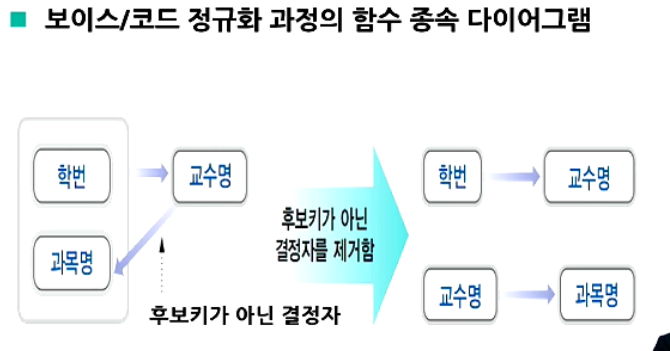 보이스/코드 정규화 과정의 함수 종속 다이어그램
학번
교수명
과목명
후보키가 아닌 결정자
후보키가 아닌
결정자를 제거함
학번
교수명
교수명
과목명